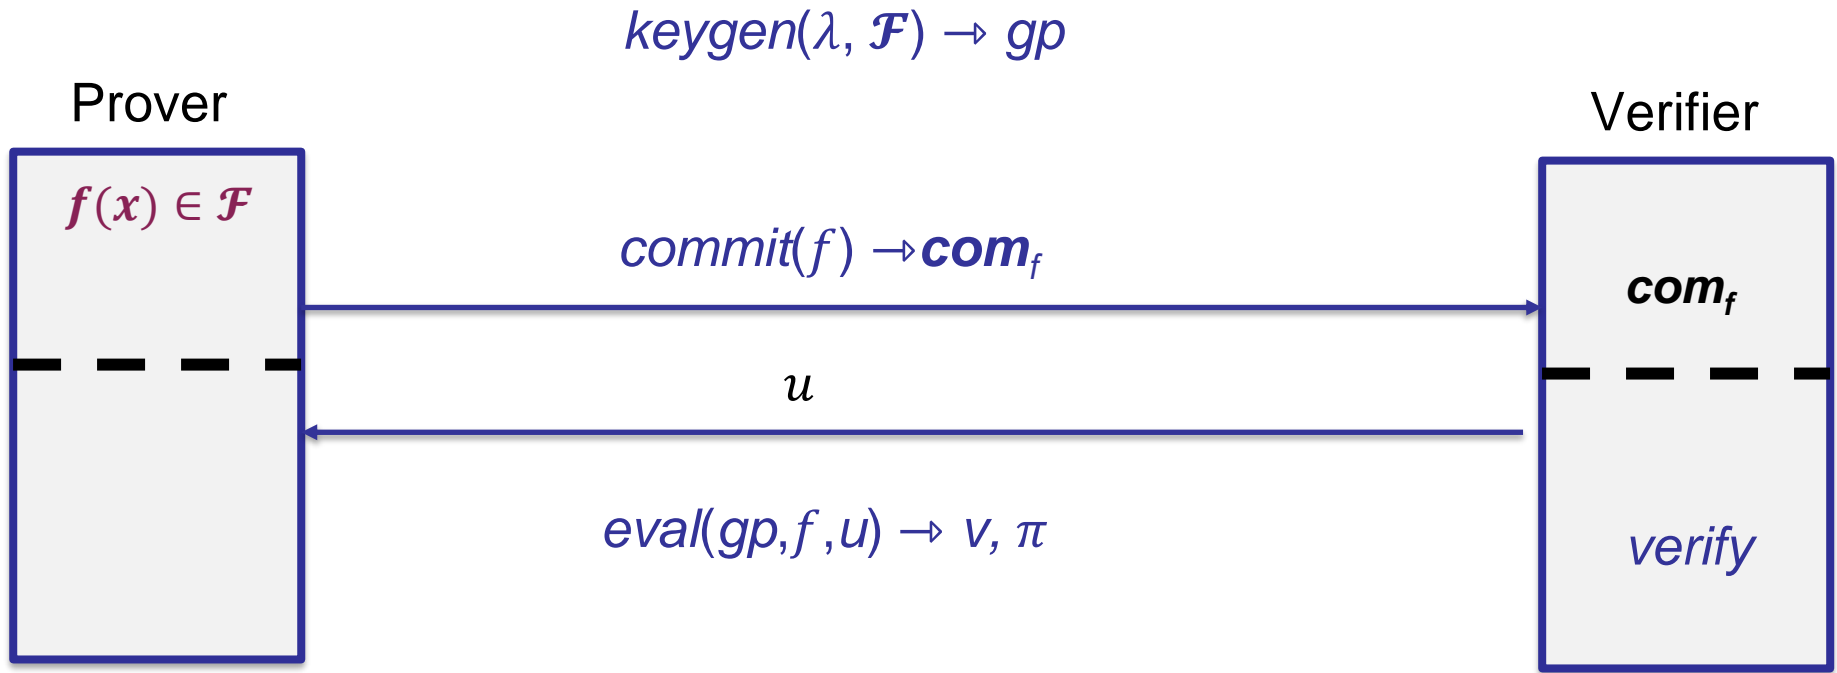 keygen(λ, 𝓕) → gp
Prover
Verifier
f(x) ∈ 𝓕
commit(f) → com_f
com_f
u
eval(gp,f,u) → v, π
verify